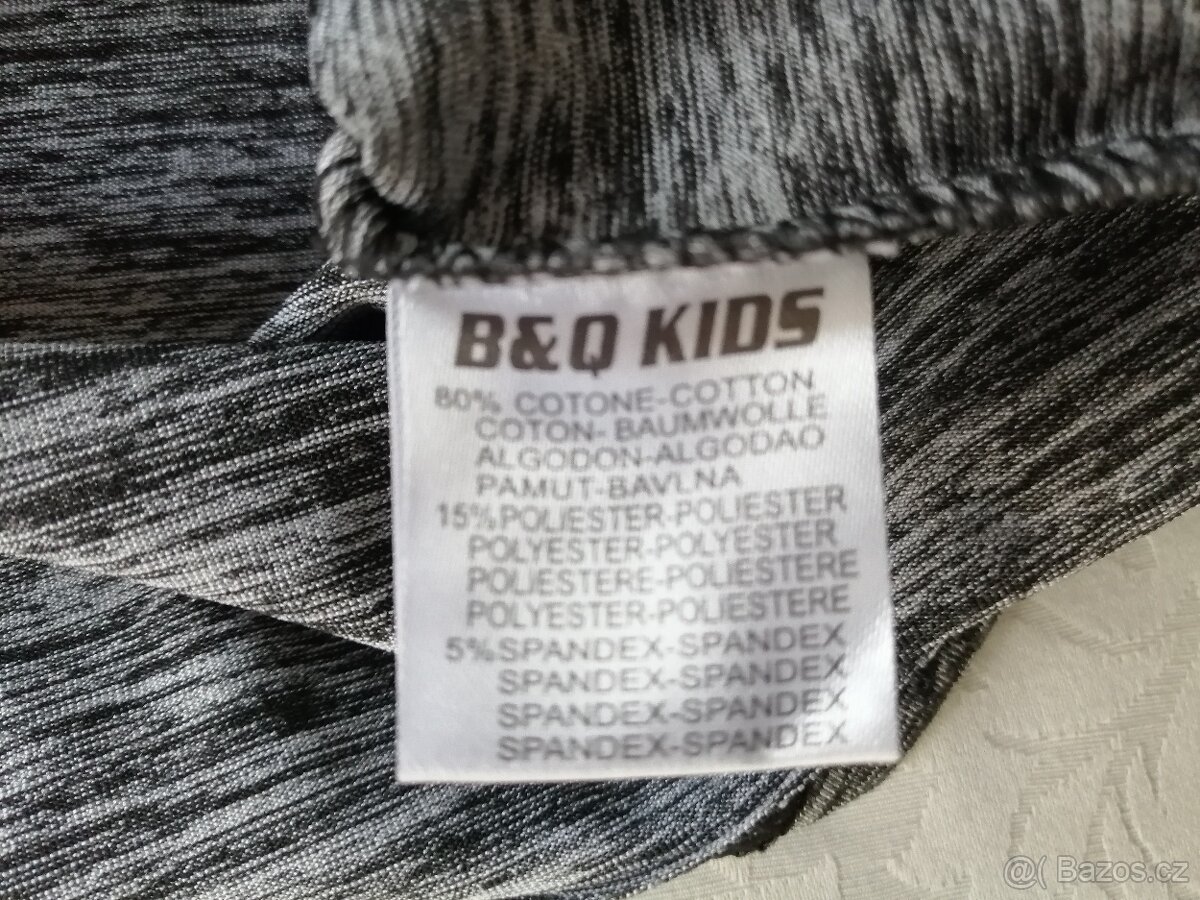 B&Q KIDS
80% COTONE-COTTON
COTON- BAUMWOLLE
ALGODON-ALGODAO
PAMUT-BAVLNA
15%POLIESTER-POLIESTER
POLYESTER-POLYESTER
POLIESTERE-POLIESTERE
POLYESTER-POLIESTERE
5%SPANDEX-SPANDEX
SPANDEX-SPANDEX
SPANDEX-SPANDEX
SPANDEX-SPANDEX
@( Bazos.cz